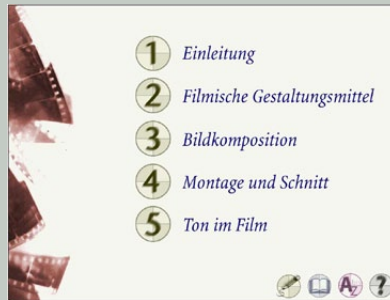 1 Einleitung
2 Filmische Gestaltungsmittel
3 Bildkomposition
4 Montage und Schnitt
5 Ton im Film
A Z ?